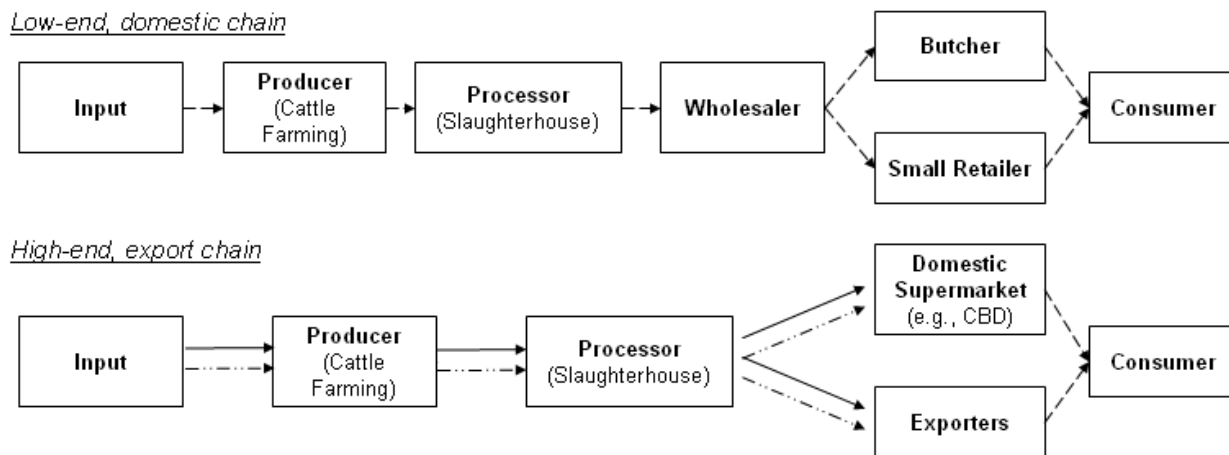 Low-end, domestic chain
Input
Producer
(Cattle
Farming)
Processor
(Slaughterhouse)
Wholesaler
Butcher
Small Retailer
Consumer
High-end, export chain
Input
Producer
(Cattle
Farming)
Processor
(Slaughterhouse)
Domestic
Supermarket
(e.g., CBD)
Exporters
Consumer